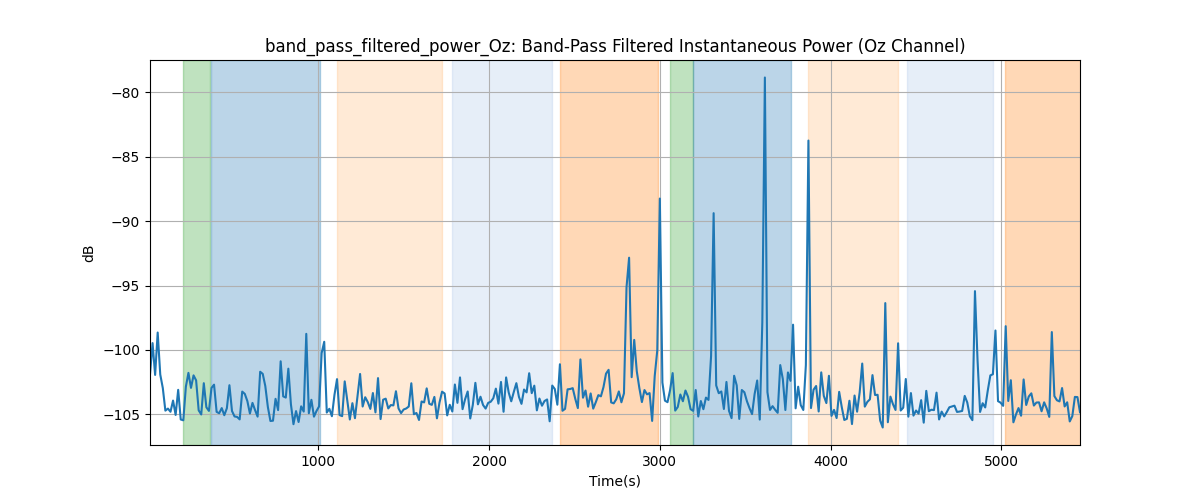 band_pass_filtered_power_Oz: Band-Pass Filtered Instantaneous Power (Oz Channel)
dB
−80
−85
−90
−95
−100
−105
1000 2000 3000 4000 5000
Time(s)